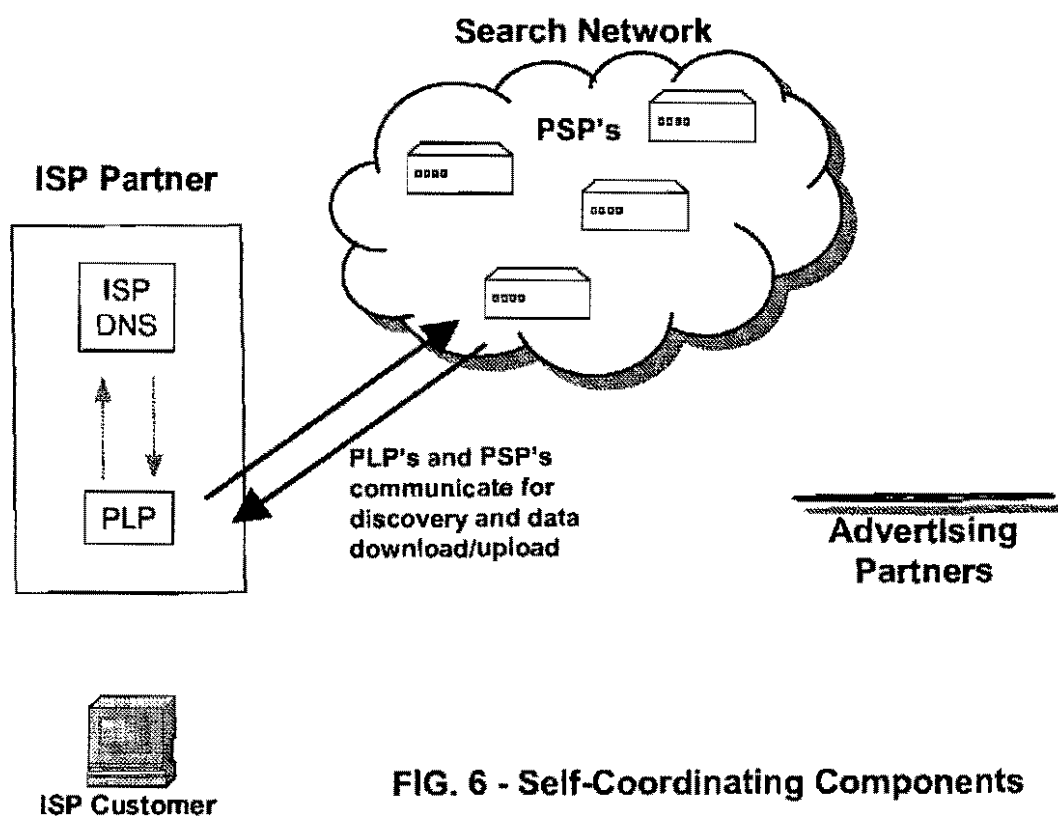 Search Network
PSP's
ISP Partner
ISP
DNS
PLP
PLP's and PSP's
communicate for
discovery and data
download/upload
Advertising
Partners
ISP Customer
FIG. 6 - Self-Coordinating Components